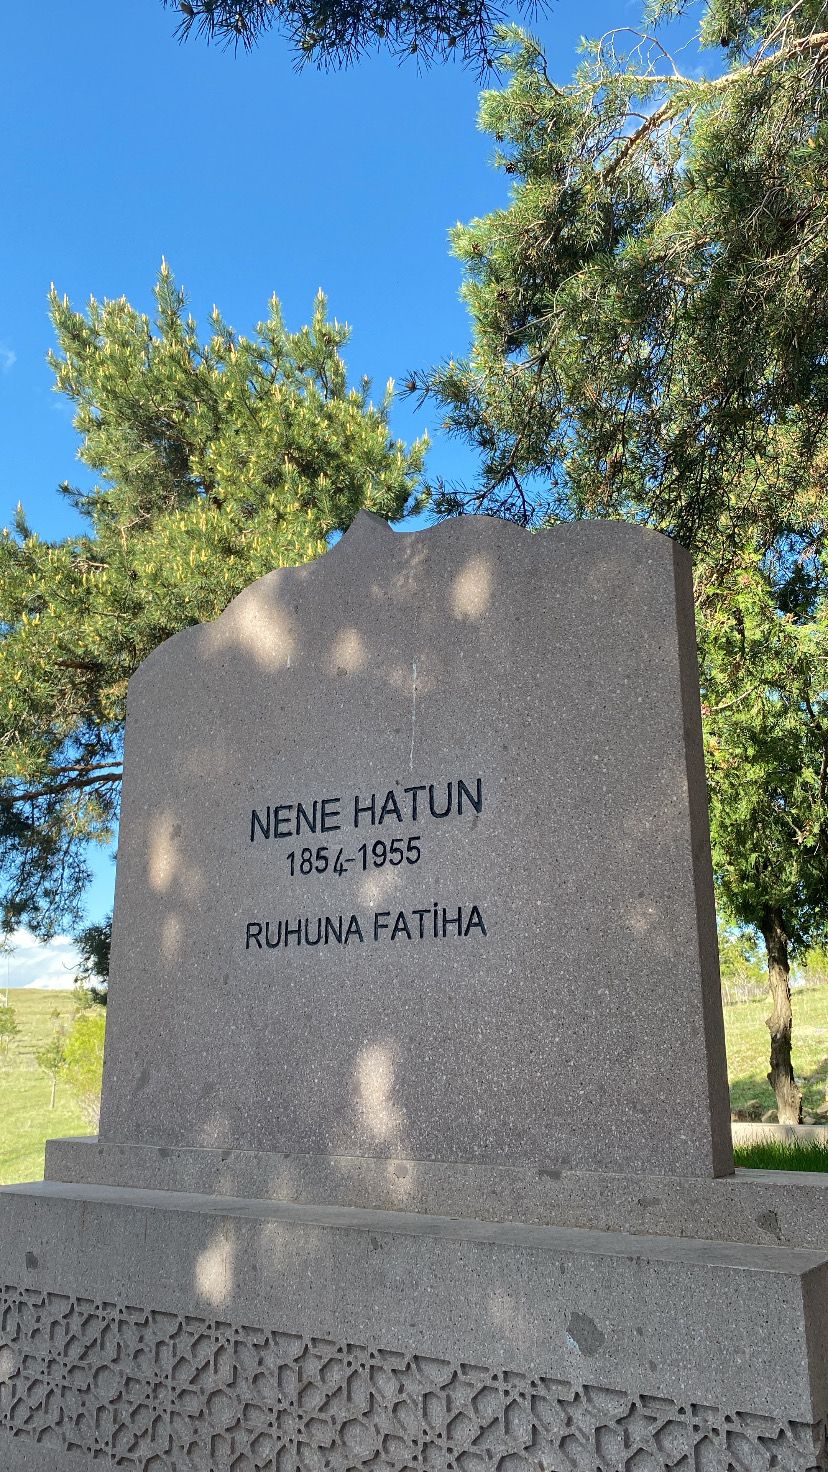 NENE HATUN
1854-1955
RUHUNA FATİHA